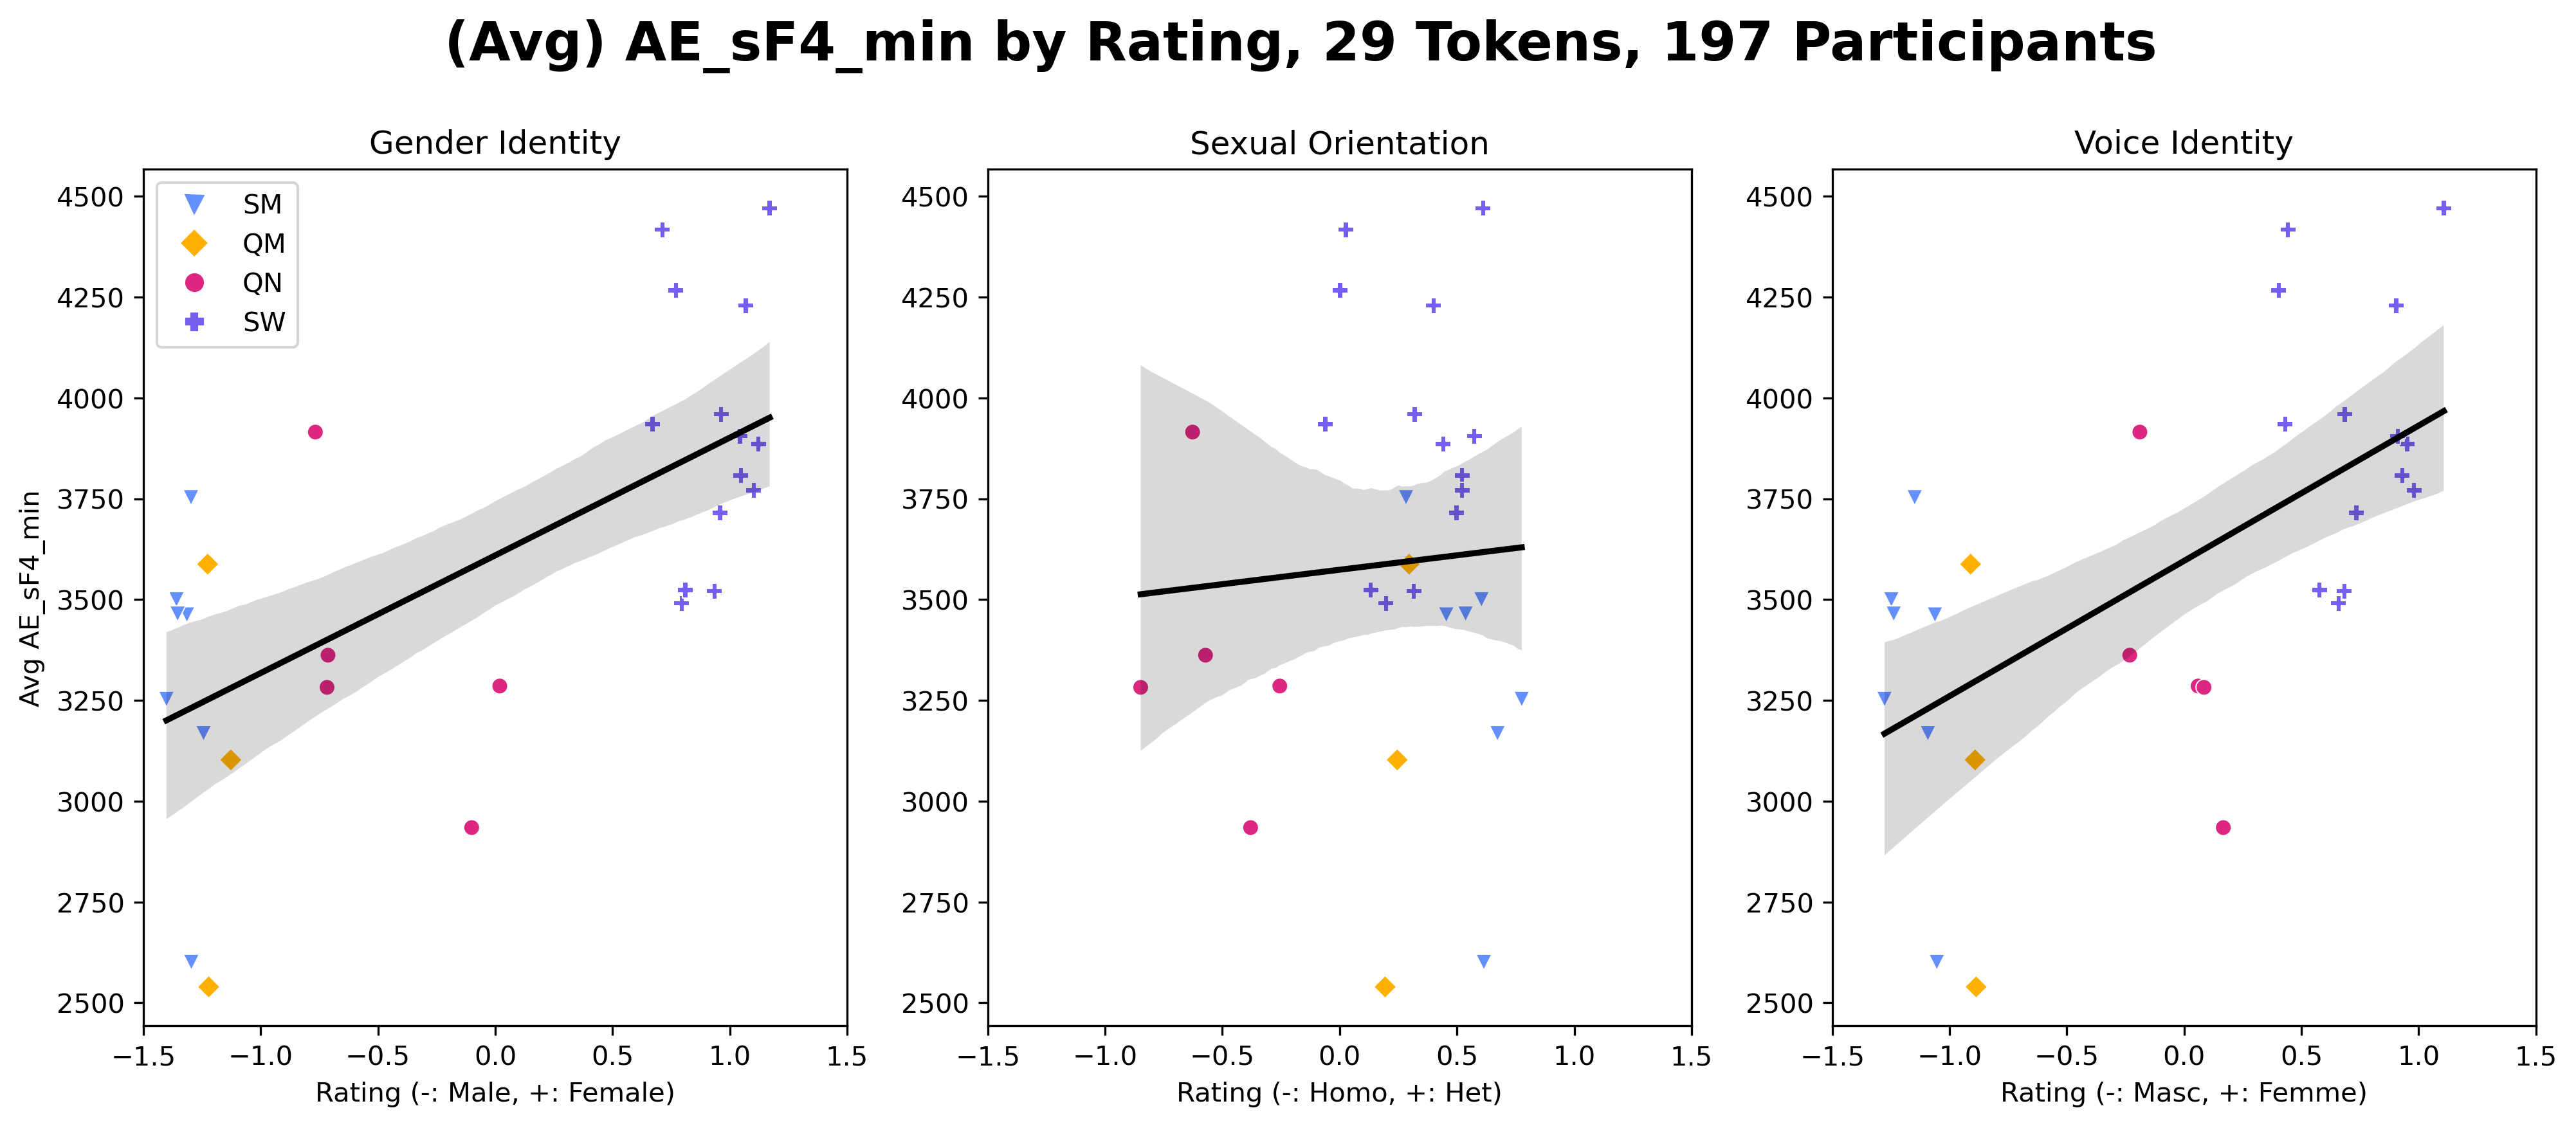 (Avg) AE_sF4_min by Rating, 29 Tokens, 197 Participants
Gender Identity
Sexual Orientation
Voice Identity
Avg AE_sF4_min
4500
4250
4000
3750
3500
3250
3000
2750
2500
SM
QM
QN
SW
−1.5 −1.0 −0.5 0.0 0.5 1.0 1.5
Rating (-: Male, +: Female)
4500
4250
4000
3750
3500
3250
3000
2750
2500
−1.5 −1.0 −0.5 0.0 0.5 1.0 1.5
Rating (-: Homo, +: Het)
4500
4250
4000
3750
3500
3250
3000
2750
2500
−1.5 −1.0 −0.5 0.0 0.5 1.0 1.5
Rating (-: Masc, +: Femme)